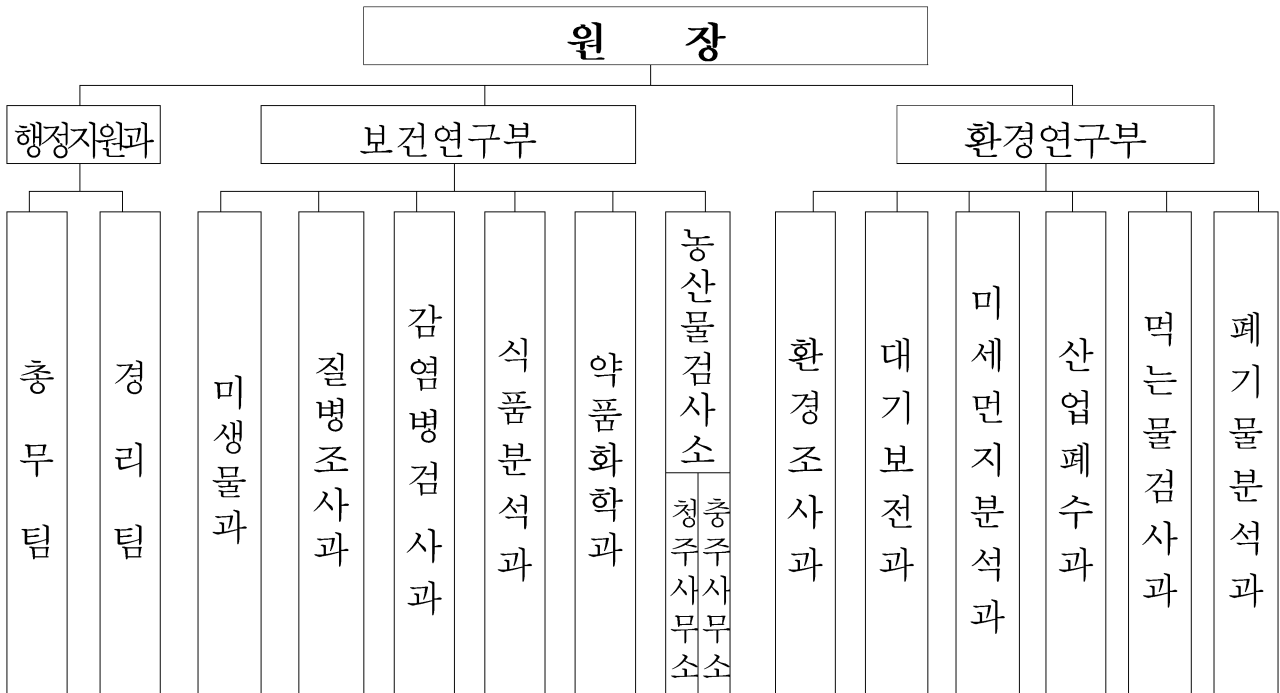 원 장
행정지원과
보건연구부
환경연구부
총무팀
경리팀
미생물과
질병조사과
감염병검사과
식품분석과
약품화학과
농산물검사소
청주사무소
충주사무소
환경조사과
대기보전과
미세먼지분석과
산업폐수과
먹는물검사과
폐기물분석과